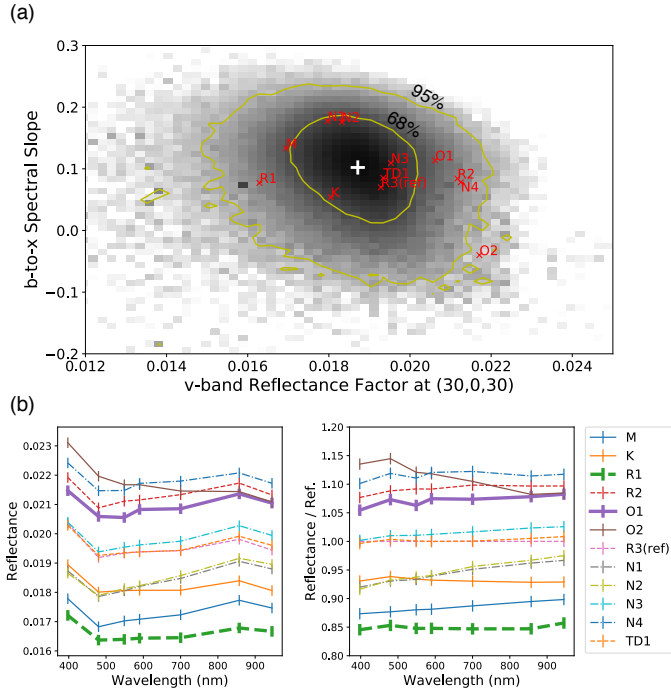 (a)
0.3
0.2
0.1
0.0
−0.1
−0.2
b-to-x Spectral Slope
95%
68%
N2
M
N3
O1
TD1
R3(ref)
R1
R2
N4
K
O2
0.012
0.014
0.016
0.018
0.020
0.022
0.024
v-band Reflectance Factor at (30,0,30)
(b)
0.023
0.022
0.021
0.020
0.019
0.018
0.017
0.016
Reflectance
400 500 600 700 800 900
Wavelength (nm)
1.20
1.15
1.10
1.05
1.00
0.95
0.90
0.85
0.80
Reflectance / Ref.
400 500 600 700 800 900
Wavelength (nm)
M
K
R1
R2
O1
O2
R3(ref)
N1
N2
N3
N4
TD1